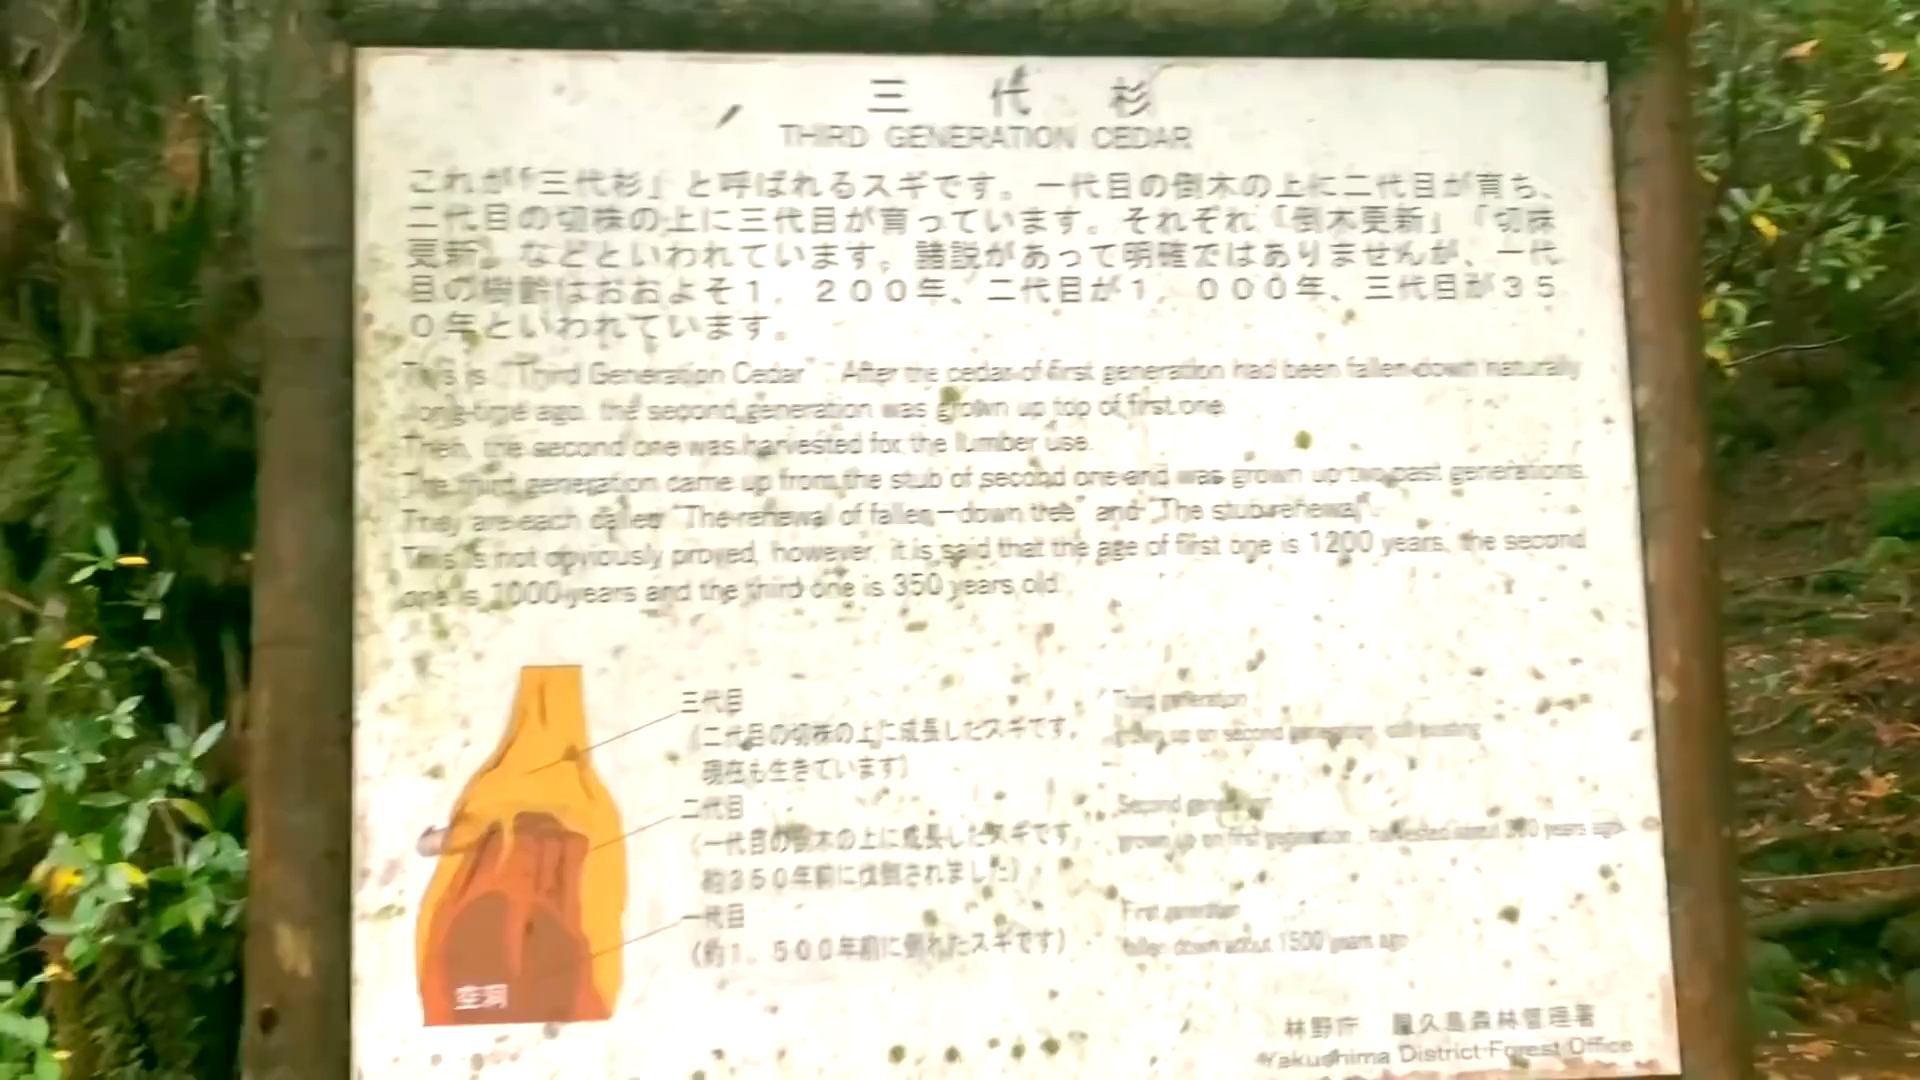 三代杉
THIRD GENERATION CEDAR
これが「三代杉」と呼ばれるスギです。一代目の倒木の上に二代目が育ち、
二代目の切株の上に三代目が育っています。それぞれ「倒木更新」「切株
更新」などといわれています。諸説があって明確ではありませんが、一代
目の樹齢はおおよそ1,200年、二代目が1,000年、三代目が35
0年といわれています。
This is "Third Generation Cedar". After the cedar of first generation had been fallen down naturally
long-time ago, the second generation was grown up top of first one.
Then, the second one was harvested for the lumber use.
The third generation came up from the stub of second one and was grown up two past generations.
They are each called "The renewal of fallen-down tree" and "The stub renewal".
This is not obviously proved, however, it is said that the age of first one is 1200 years, the second
one is 1000 years and the third one is 350 years old.
三代目
(二代目の切株の上に成長したスギです。
現在も生きています)
Third generation
grown up on second generation, still existing
二代目
(一代目の倒木の上に成長したスギです。
約350年前に伐倒されました)
Second generation
grown up on first generation, harvested about years ago
一代目
(約1,500年前に倒れたスギです)
First generation
fallen down about 1500 years ago
空洞
林野庁 屋久島森林管理署
Yakushima District Forest Office